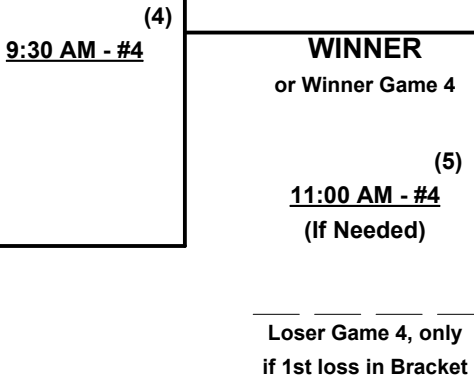 (4)
9:30 AM - #4
WINNER
or Winner Game 4
(5)
11:00 AM - #4
(If Needed)
Loser Game 4, only
if 1st loss in Bracket